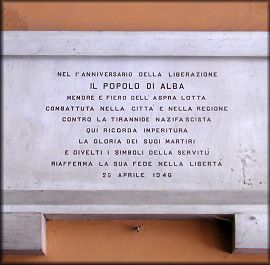 NEL 1° ANNIVERSARIO DELLA LIBERAZIONE
IL POPOLO DI ALBA
MEMORE E FIERO DELL'ASPRA LOTTA
COMBATTUTA NELLA CITTÀ E NELLA REGIONE
CONTRO LA TIRANNIDE NAZIFASCISTA
QUI RICORDA IMPERITURA
LA GLORIA DEI SUOI MARTIRI
E DIVELTI I SIMBOLI DELLA SERVITÙ
RIAFFERMA LA SUA FEDE NELLA LIBERTÀ
25 APRILE 1946